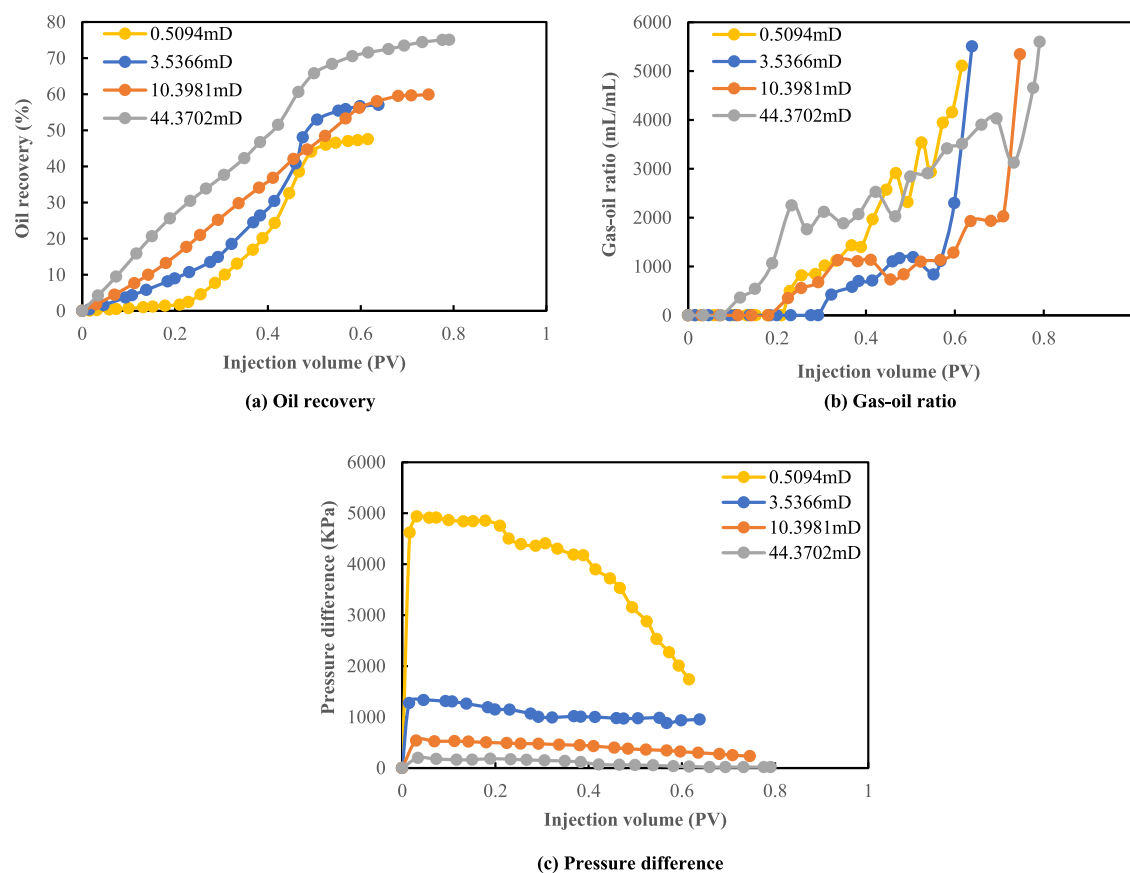 80
70
60
50
40
30
20
10
0
Oil recovery (%)
0.5094mD
3.5366mD
10.3981mD
44.3702mD
0 0.2 0.4 0.6 0.8 1
Injection volume (PV)
(a) Oil recovery
6000
5000
4000
3000
2000
1000
0
Gas-oil ratio (mL/mL)
0.5094mD
3.5366mD
10.3981mD
44.3702mD
0 0.2 0.4 0.6 0.8
Injection volume (PV)
(b) Gas-oil ratio
6000
5000
4000
3000
2000
1000
0
Pressure difference (KPa)
0.5094mD
3.5366mD
10.3981mD
44.3702mD
0 0.2 0.4 0.6 0.8 1
Injection volume (PV)
(c) Pressure difference